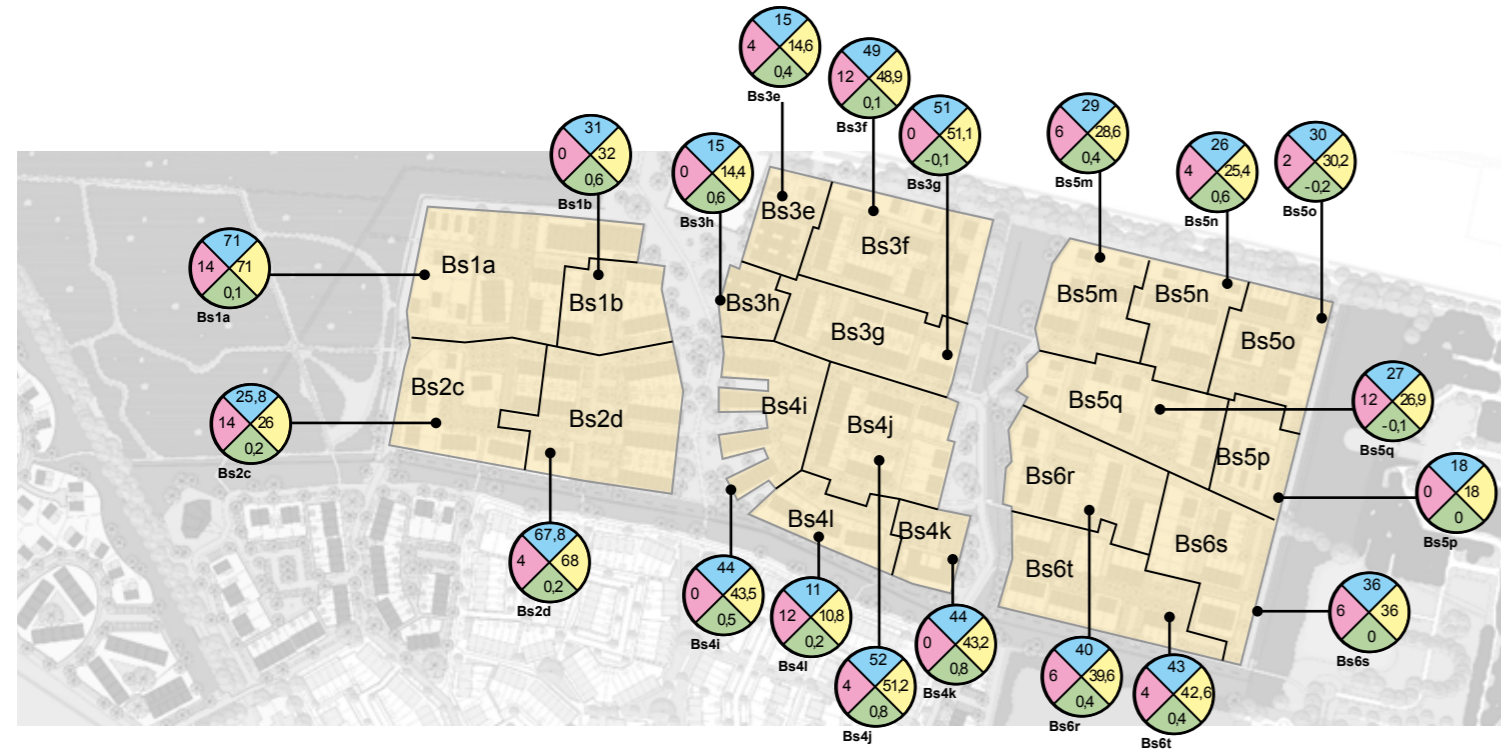 15
4
14,6
0,4
Bs3e
49
12
48,9
0,1
Bs3f
51
0
51,1
-0,1
Bs3g
31
0
32
0,6
Bs1b
15
0
14,4
0,6
Bs3h
29
6
28,6
0,4
Bs5m
26
4
25,4
0,6
Bs5n
30
2
30,2
-0,2
Bs5o
71
14
71
0,1
Bs1a
25,8
14
26
0,2
Bs2c
67,8
4
68
0,2
Bs2d
44
0
43,5
0,5
Bs4i
11
12
10,8
0,2
Bs4l
52
4
51,2
0,8
Bs4j
44
0
43,2
0,8
Bs4k
40
6
39,6
0,4
Bs6r
43
4
42,6
0,4
Bs6t
27
12
26,9
-0,1
Bs5q
18
0
18
0
Bs5p
36
6
36
0
Bs6s
Bs1a
Bs1b
Bs2c
Bs2d
Bs3e
Bs3f
Bs3h
Bs3g
Bs4i
Bs4j
Bs4l
Bs4k
Bs5m
Bs5n
Bs5o
Bs5q
Bs5p
Bs6r
Bs6s
Bs6t